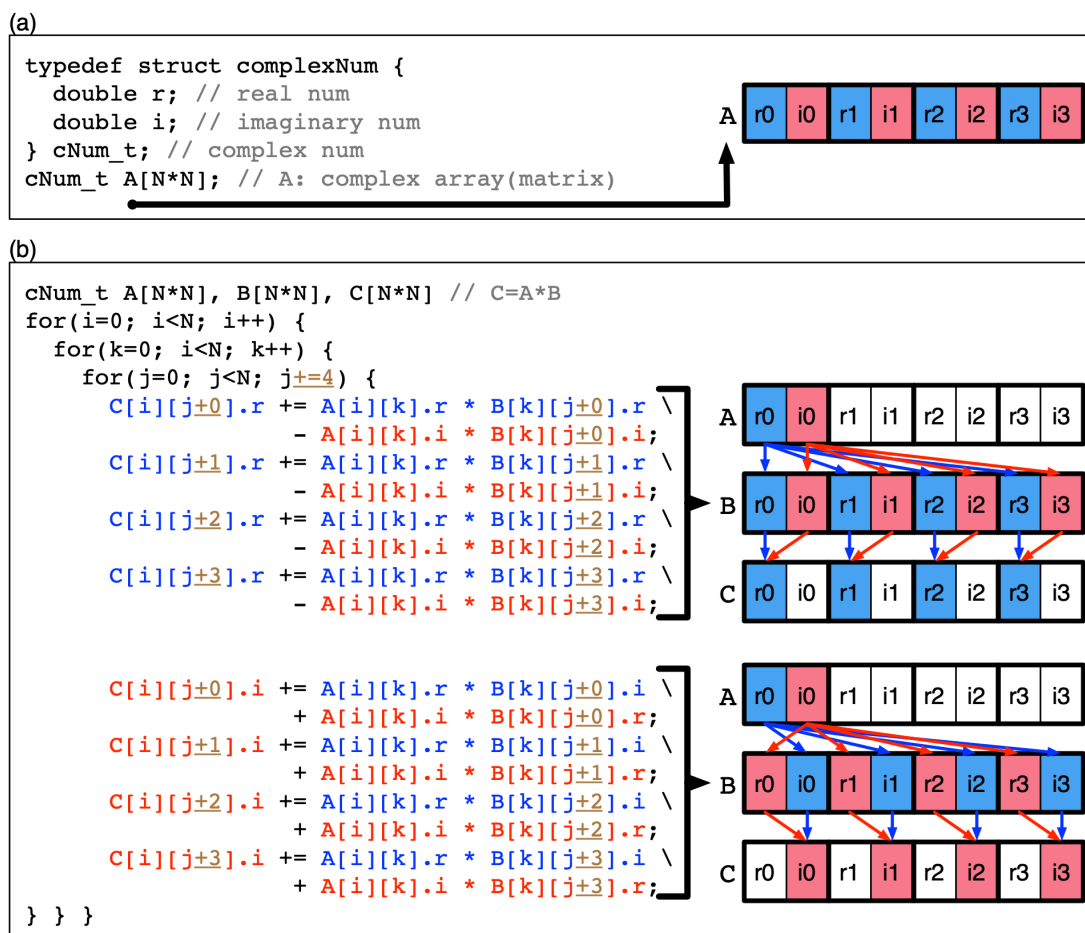 (a)
typedef struct complexNum {
  double r; // real num
  double i; // imaginary num
} cNum_t; // complex num
cNum_t A[N*N]; // A: complex array(matrix)
A r0 i0 r1 i1 r2 i2 r3 i3
(b)
cNum_t A[N*N], B[N*N], C[N*N] // C=A*B
for(i=0; i<N; i++) {
  for(k=0; i<N; k++) {
    for(j=0; j<N; j+=4) {
      C[i][j+0].r += A[i][k].r * B[k][j+0].r \
                   - A[i][k].i * B[k][j+0].i;
      C[i][j+1].r += A[i][k].r * B[k][j+1].r \
                   - A[i][k].i * B[k][j+1].i;
      C[i][j+2].r += A[i][k].r * B[k][j+2].r \
                   - A[i][k].i * B[k][j+2].i;
      C[i][j+3].r += A[i][k].r * B[k][j+3].r \
                   - A[i][k].i * B[k][j+3].i;
A r0 i0 r1 i1 r2 i2 r3 i3
B r0 i0 r1 i1 r2 i2 r3 i3
C r0 i0 r1 i1 r2 i2 r3 i3
      C[i][j+0].i += A[i][k].r * B[k][j+0].i \
                   + A[i][k].i * B[k][j+0].r;
      C[i][j+1].i += A[i][k].r * B[k][j+1].i \
                   + A[i][k].i * B[k][j+1].r;
      C[i][j+2].i += A[i][k].r * B[k][j+2].i \
                   + A[i][k].i * B[k][j+2].r;
      C[i][j+3].i += A[i][k].r * B[k][j+3].i \
                   + A[i][k].i * B[k][j+3].r;
A r0 i0 r1 i1 r2 i2 r3 i3
B r0 i0 r1 i1 r2 i2 r3 i3
C r0 i0 r1 i1 r2 i2 r3 i3
} } }